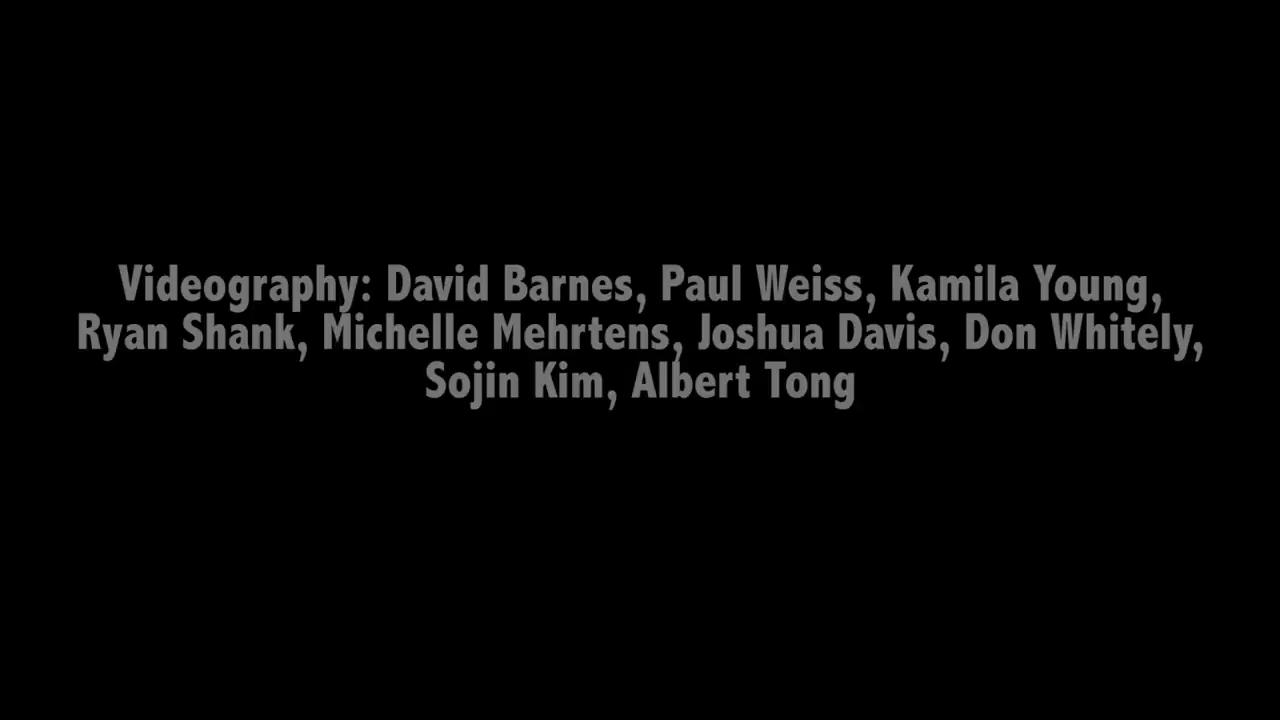 Videography: David Barnes, Paul Weiss, Kamila Young,
Ryan Shank, Michelle Mehrtens, Joshua Davis, Don Whitely,
Sojin Kim, Albert Tong